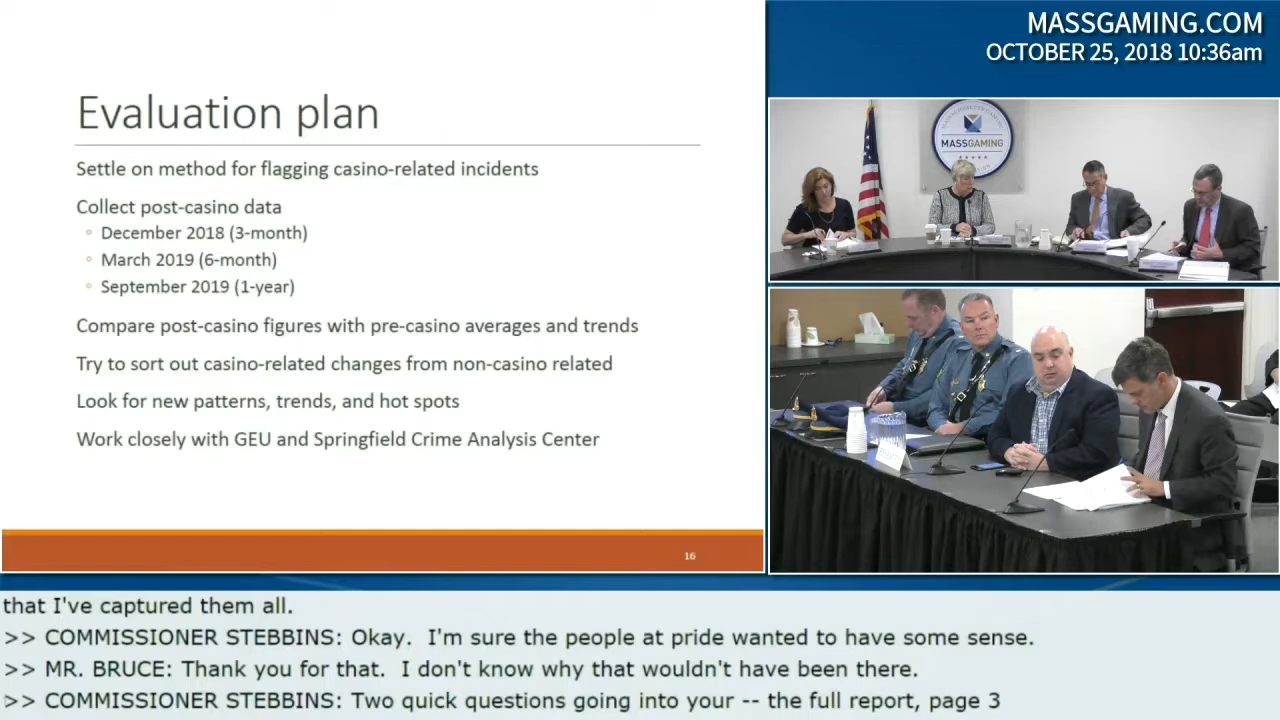 MASSGAMING.COM
OCTOBER 25, 2018 10:36am
Evaluation plan
Settle on method for flagging casino-related incidents
Collect post-casino data
December 2018 (3-month)
March 2019 (6-month)
September 2019 (1-year)
Compare post-casino figures with pre-casino averages and trends
Try to sort out casino-related changes from non-casino related
Look for new patterns, trends, and hot spots
Work closely with GEU and Springfield Crime Analysis Center
16
MASSGAMING
that I've captured them all.
>> COMMISSIONER STEBBINS: Okay.  I'm sure the people at pride wanted to have some sense.
>> MR. BRUCE: Thank you for that.  I don't know why that wouldn't have been there.
>> COMMISSIONER STEBBINS: Two quick questions going into your -- the full report, page 3